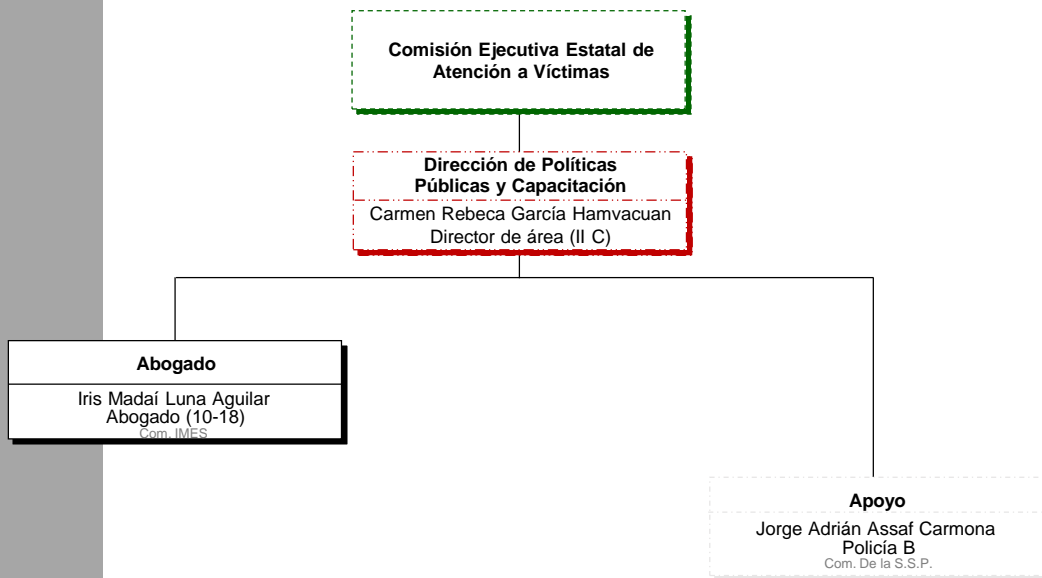 Comisión Ejecutiva Estatal de
Atención a Víctimas
Dirección de Políticas
Públicas y Capacitación
Carmen Rebeca García Hamvacuan
Director de área (II C)
Abogado
Iris Madaí Luna Aguilar
Abogado (10-18)
Com. IMES
Apoyo
Jorge Adrián Assaf Carmona
Policía B
Com. De la S.S.P.